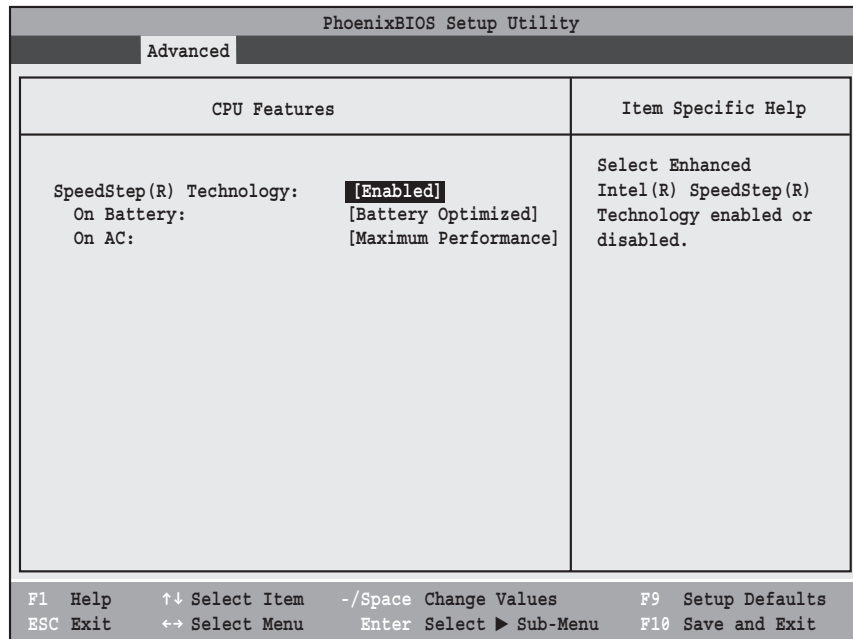 PhoenixBIOS Setup Utility
Advanced
CPU Features
Item Specific Help
SpeedStep(R) Technology: [Enabled]
On Battery: [Battery Optimized]
On AC: [Maximum Performance]
Select Enhanced
Intel(R) SpeedStep(R)
Technology enabled or
disabled.
F1 Help ↑↓ Select Item -/Space Change Values F9 Setup Defaults
ESC Exit ←→ Select Menu Enter Select ▶ Sub-Menu F10 Save and Exit